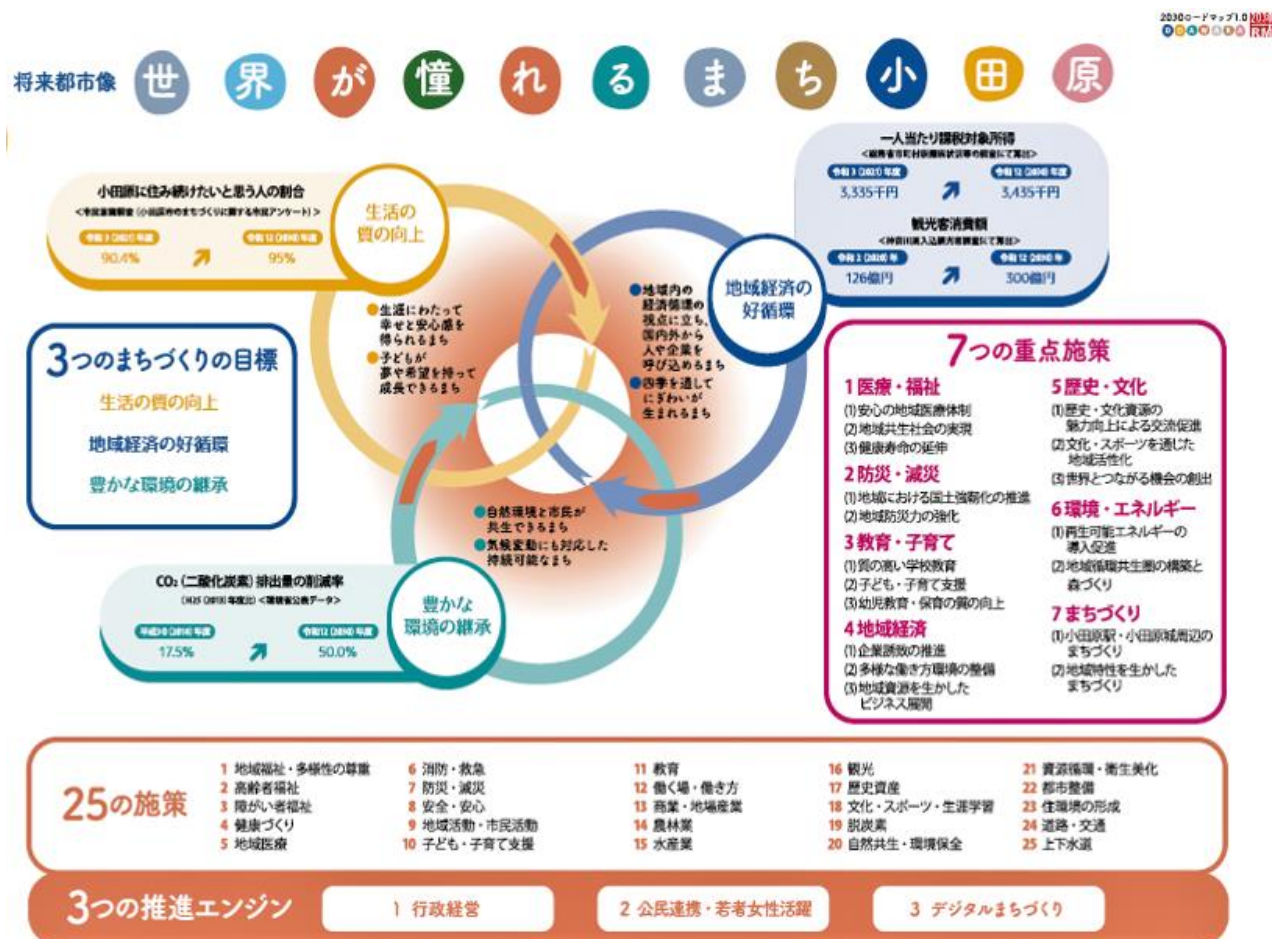 2030ロードマップ1.0
ODAWARA
2030
RM
将来都市像 世界が憧れるまち小田原
小田原に住み続けたいと思う人の割合
令和3(2021)年度
令和12(2030)年度
90.4%
95%
生活の
質の向上
一人当たり課税対象所得
令和3(2021)年度
令和12(2030)年度
3,335千円
3,435千円
観光客消費額
令和2(2020)年
令和12(2030)年
126億円
300億円
地域経済の
好循環
●生涯にわたって
幸せと安心感を
得られるまち
●子どもが
夢や希望を持って
成長できるまち
●地域内の
経済循環の
視点に立ち、
国内外から
人や企業を
呼び込めるまち
●四季を通して
にぎわいが
生まれるまち
●自然環境と市民が
共生できるまち
●気候変動にも対応した
持続可能なまち
3つのまちづくりの目標
生活の質の向上
地域経済の好循環
豊かな環境の継承
CO₂(二酸化炭素)排出量の削減率
令和12(2030)年度
17.5%
50.0%
豊かな
環境の継承
7つの重点施策
1 医療・福祉
(1)安心の地域医療体制
(2)地域共生社会の実現
(3)健康寿命の延伸
2 防災・減災
(1)地域における国土強靭化の推進
(2)地域防災力の強化
3 教育・子育て
(1)質の高い学校教育
(2)子ども・子育て支援
(3)幼児教育・保育の質の向上
4 地域経済
(1)企業誘致の推進
(2)多様な働き方環境の整備
(3)地域資源を生かした
ビジネス展開
5 歴史・文化
(1)歴史・文化資源の
魅力向上による交流促進
(2)文化・スポーツを通じた
地域活性化
(3)世界とつながる機会の創出
6 環境・エネルギー
(1)再生可能エネルギーの
導入促進
(2)地域循環共生圏の構築と
森づくり
7 まちづくり
(1)小田原駅・小田原城周辺の
まちづくり
(2)地域特性を生かした
まちづくり
25の施策
1 地域福祉・多様性の尊重
2 高齢者福祉
3 障がい者福祉
4 健康づくり
5 地域医療
6 消防・救急
7 防災・減災
8 安全・安心
9 地域活動・市民活動
10 子ども・子育て支援
11 教育
12 働く場・働き方
13 商業・地場産業
14 農林業
15 水産業
16 観光
17 歴史資産
18 文化・スポーツ・生涯学習
19 脱炭素
20 自然共生・環境保全
21 資源循環・衛生美化
22 都市整備
23 住環境の形成
24 道路・交通
25 上下水道
3つの推進エンジン
1 行政経営
2 公民連携・若者女性活躍
3 デジタルまちづくり